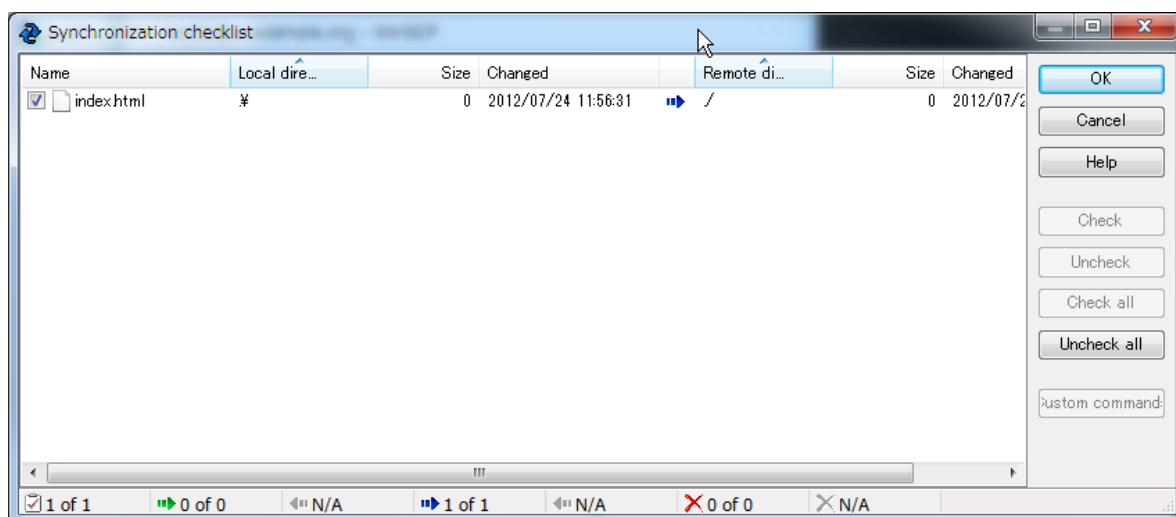 Synchronization checklist
Name Local dire... Size Changed Remote di... Size Changed
index.html ¥ 0 2012/07/24 11:56:31 ./ 0 2012/07/2
OK
Cancel
Help
Check
Uncheck
Check all
Uncheck all
ustom command
1 of 1 0 of 0 N/A 1 of 1 N/A 0 of 0 N/A